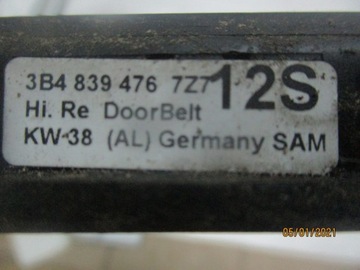 3B4 839 476 7Z7 12S
Hi. Re DoorBelt
KW-38 (AL) Germany SAM
05/01/2021